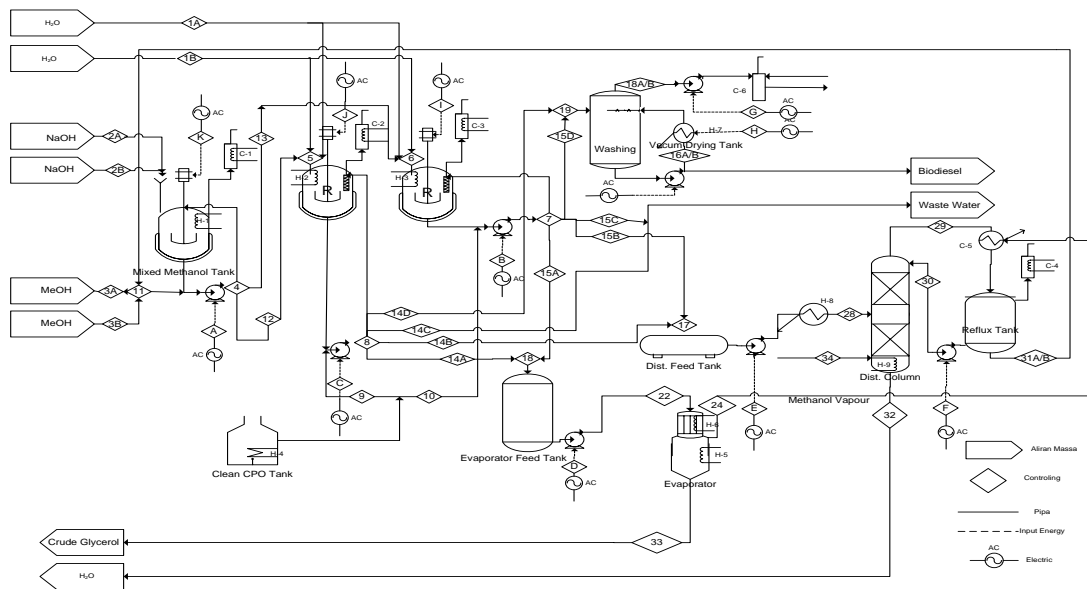 H₂O
1A
H₂O
1B
NaOH
2A
NaOH
2B
K
AC
13
C-1
H-1
Mixed Methanol Tank
MeOH
3A
11
MeOH
3B
4
A
AC
12
AC
J
C-2
5
H-2
R
AC
I
C-3
6
H-3
R
18A/B
C-6
G
AC
H
AC
19
15D
Washing
H-7
Vacum Drying Tank
16A/B
AC
Biodiesel
Waste Water
7
15C
15B
B
AC
15A
29
C-5
C-4
14D
14C
14B
14A
8
17
18
Dist. Feed Tank
H-8
28
34
H-9
Dist. Column
30
Reflux Tank
31A/B
Methanol Vapour
E
AC
F
AC
32
C
AC
9
10
H-4
Clean CPO Tank
Evaporator Feed Tank
D
AC
22
24
H-6
H-5
Evaporator
33
Crude Glycerol
H₂O
Aliran Massa
Controling
Pipa
Input Energy
AC
Electric